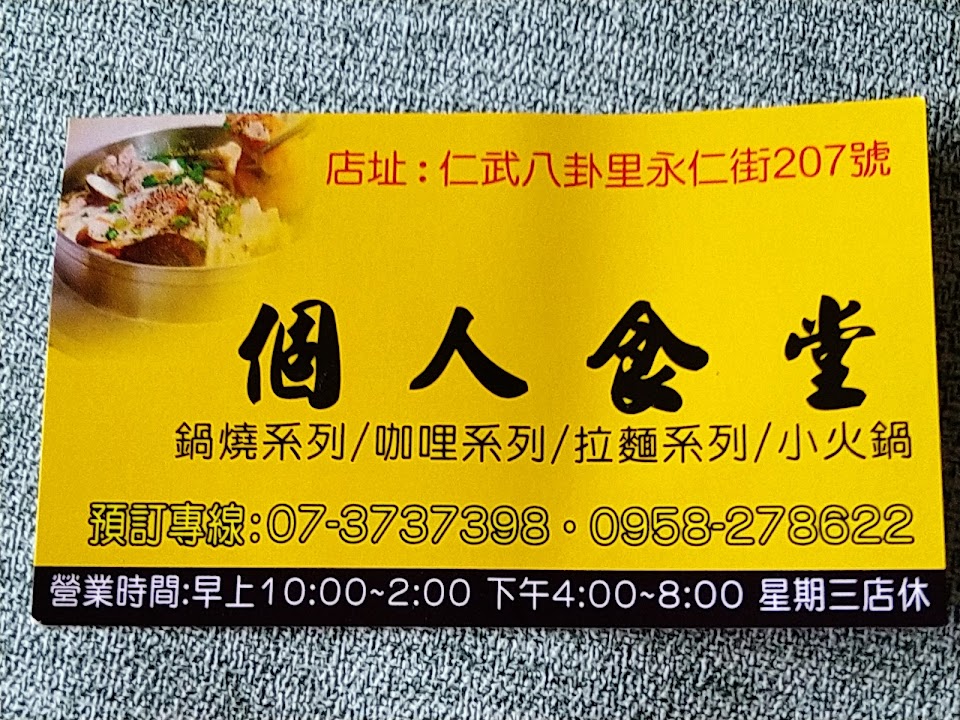 店址:仁武八卦里永仁街207號
個人食堂
鍋燒系列/咖哩系列/拉麵系列/小火鍋
預訂專線:07-3737398・0958-278622
營業時間:早上10:00~2:00 下午4:00~8:00 星期三店休